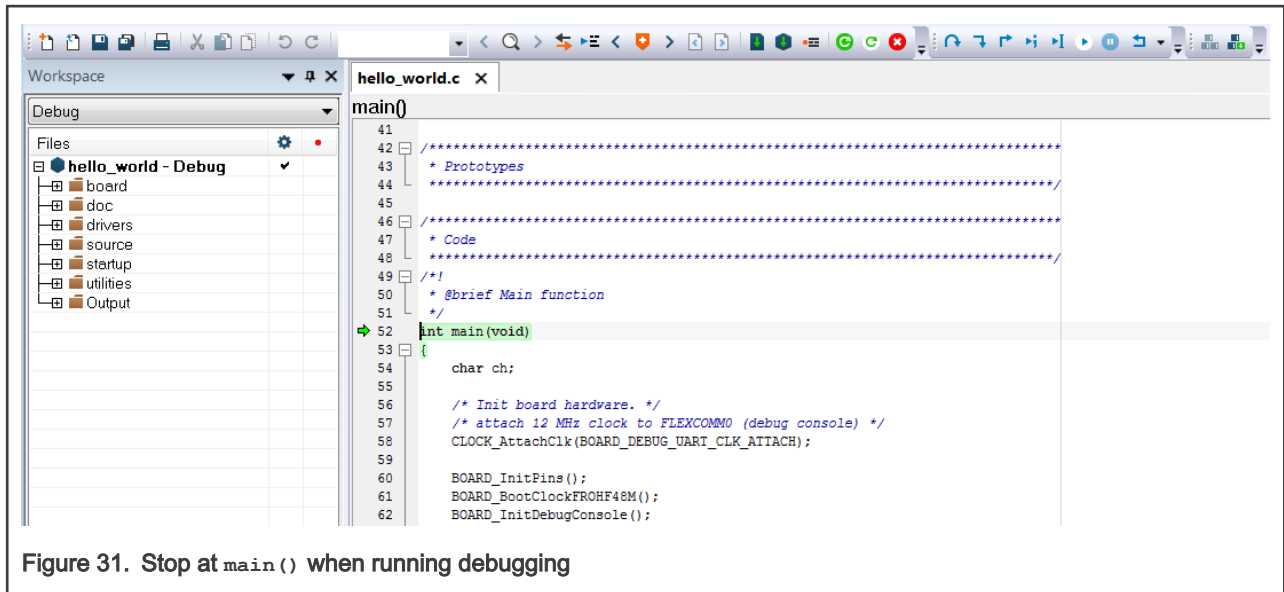 Workspace
hello_world.c
Debug
main()
Files
hello_world - Debug
board
doc
drivers
source
startup
utilities
Output
41
42 /*******************************************************************************
43  * Prototypes
44  ******************************************************************************/
45
46 /*******************************************************************************
47  * Code
48  ******************************************************************************/
49 /*!
50  * @brief Main function
51  */
52 int main(void)
53 {
54     char ch;
55
56     /* Init board hardware. */
57     /* attach 12 MHz clock to FLEXCOMM0 (debug console) */
58     CLOCK_AttachClk(BOARD_DEBUG_UART_CLK_ATTACH);
59
60     BOARD_InitPins();
61     BOARD_BootClockFROHF48M();
62     BOARD_InitDebugConsole();
Figure 31. Stop at main() when running debugging